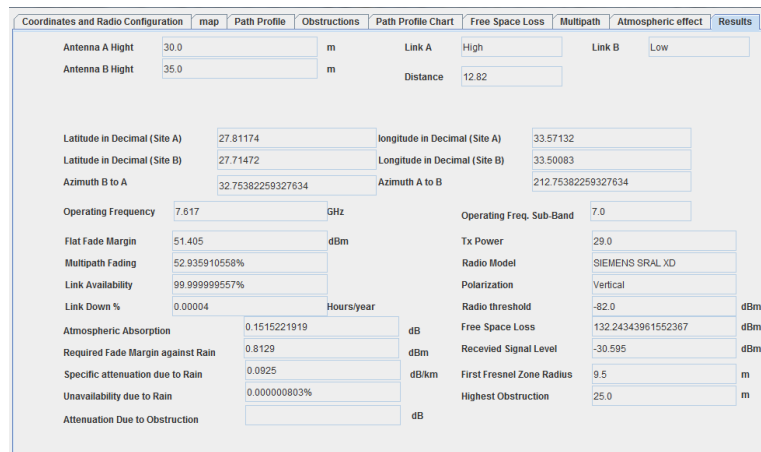 Coordinates and Radio Configuration map Path Profile Obstructions Path Profile Chart Free Space Loss Multipath Atmospheric effect Results
Antenna A Hight 30.0 m Link A High Link B Low
Antenna B Hight 35.0 m
Distance 12.82
Latitude in Decimal (Site A) 27.81174 longitude in Decimal (Site A) 33.57132
Latitude in Decimal (Site B) 27.71472 Longitude in Decimal (Site B) 33.50083
Azimuth B to A 32.75382259327634 Azimuth A to B 212.75382259327634
Operating Frequency 7.617 GHz Operating Freq. Sub-Band 7.0
Flat Fade Margin 51.405 dBm Tx Power 29.0
Multipath Fading 52.935910558% Radio Model SIEMENS SRAL XD
Link Availability 99.999999557% Polarization Vertical
Link Down % 0.00004 Hours/year Radio threshold -82.0 dBm
Atmospheric Absorption 0.1515221919 dB Free Space Loss 132.24343961552367 dBm
Required Fade Margin against Rain 0.8129 dBm Recevied Signal Level -30.595 dBm
Specific attenuation due to Rain 0.0925 dB/km First Fresnel Zone Radius 9.5 m
Unavailability due to Rain 0.000000803% Highest Obstruction 25.0 m
Attenuation Due to Obstruction dB